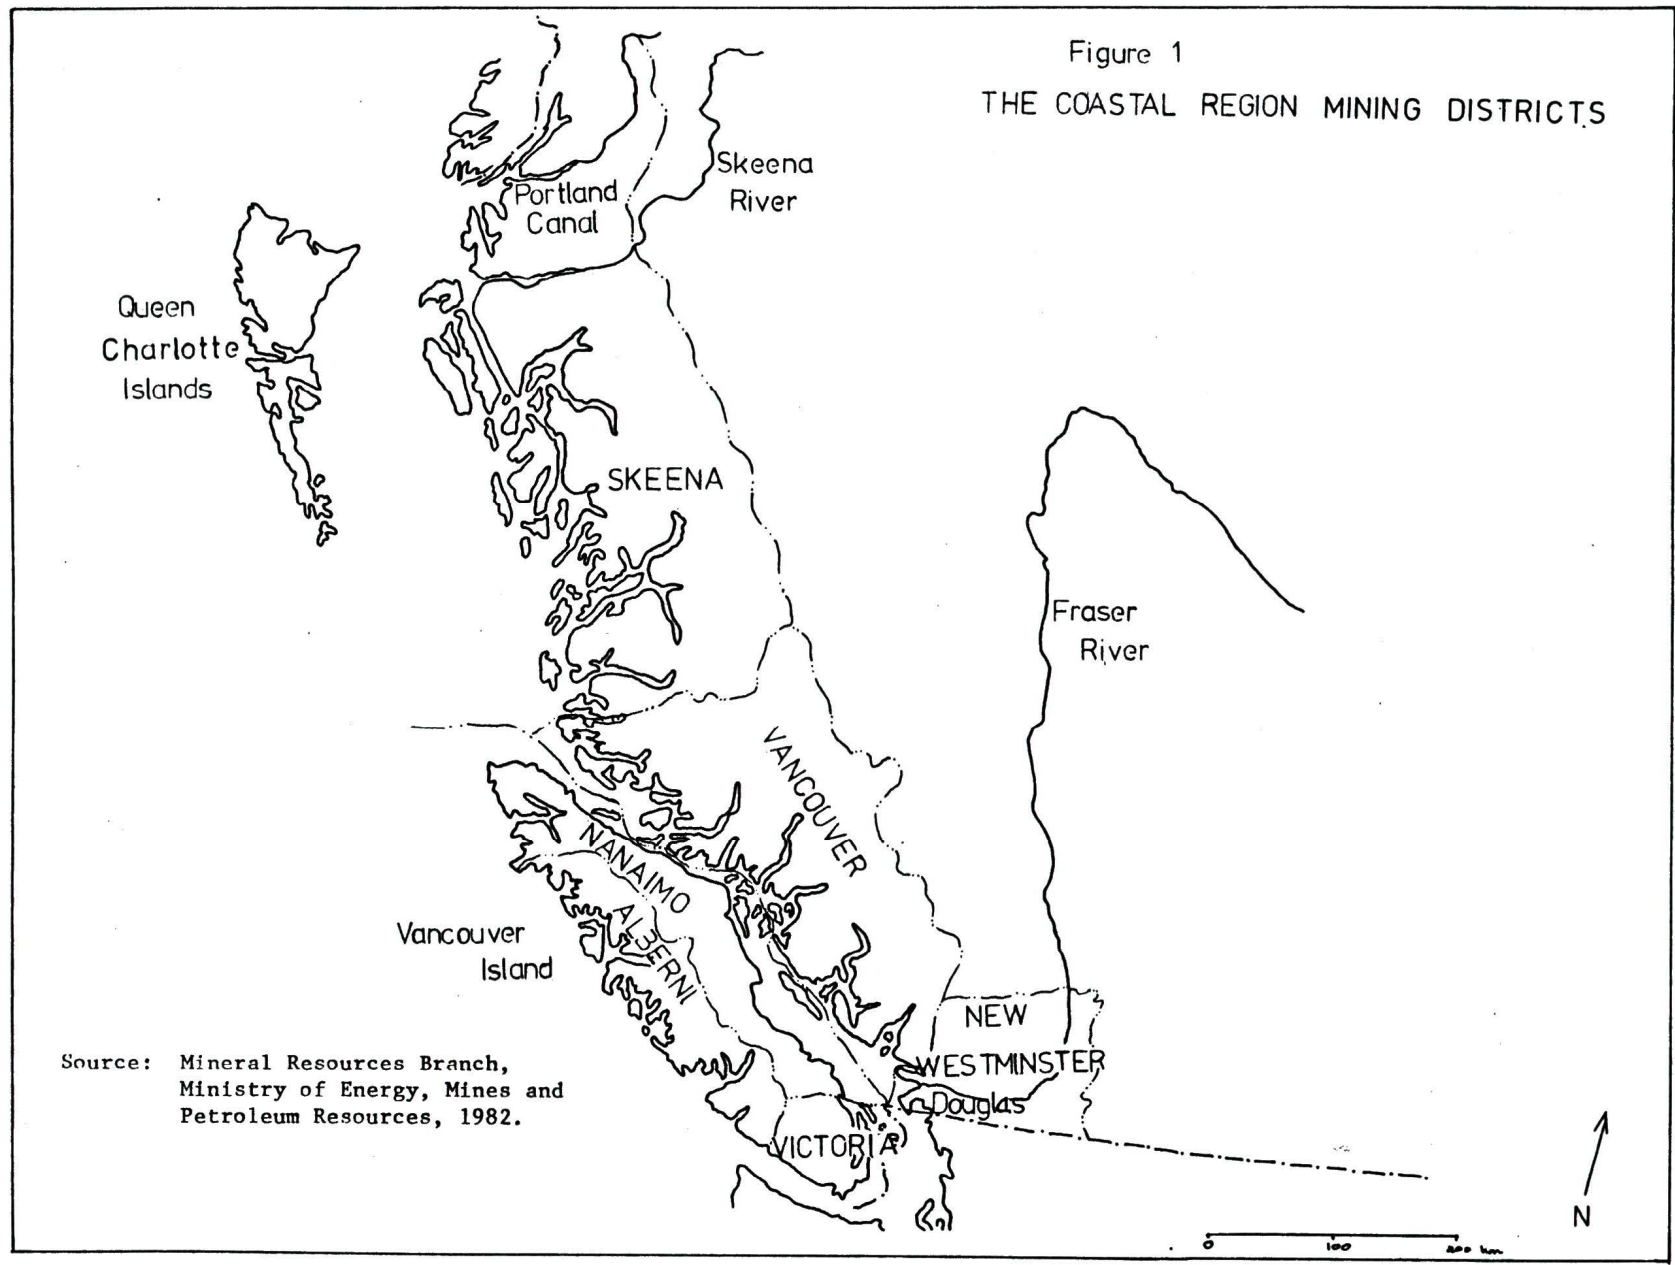 Figure 1
THE COASTAL REGION MINING DISTRICTS
Skeena
River
Portland
Canal
Queen
Charlotte
Islands
SKEENA
Fraser
River
VANCOUVER
NANAIMO
ALBERNI
Vancouver
Island
NEW
WESTMINSTER
Douglas
VICTORIA
Source: Mineral Resources Branch,
Ministry of Energy, Mines and
Petroleum Resources, 1982.
N
0 100 200 km